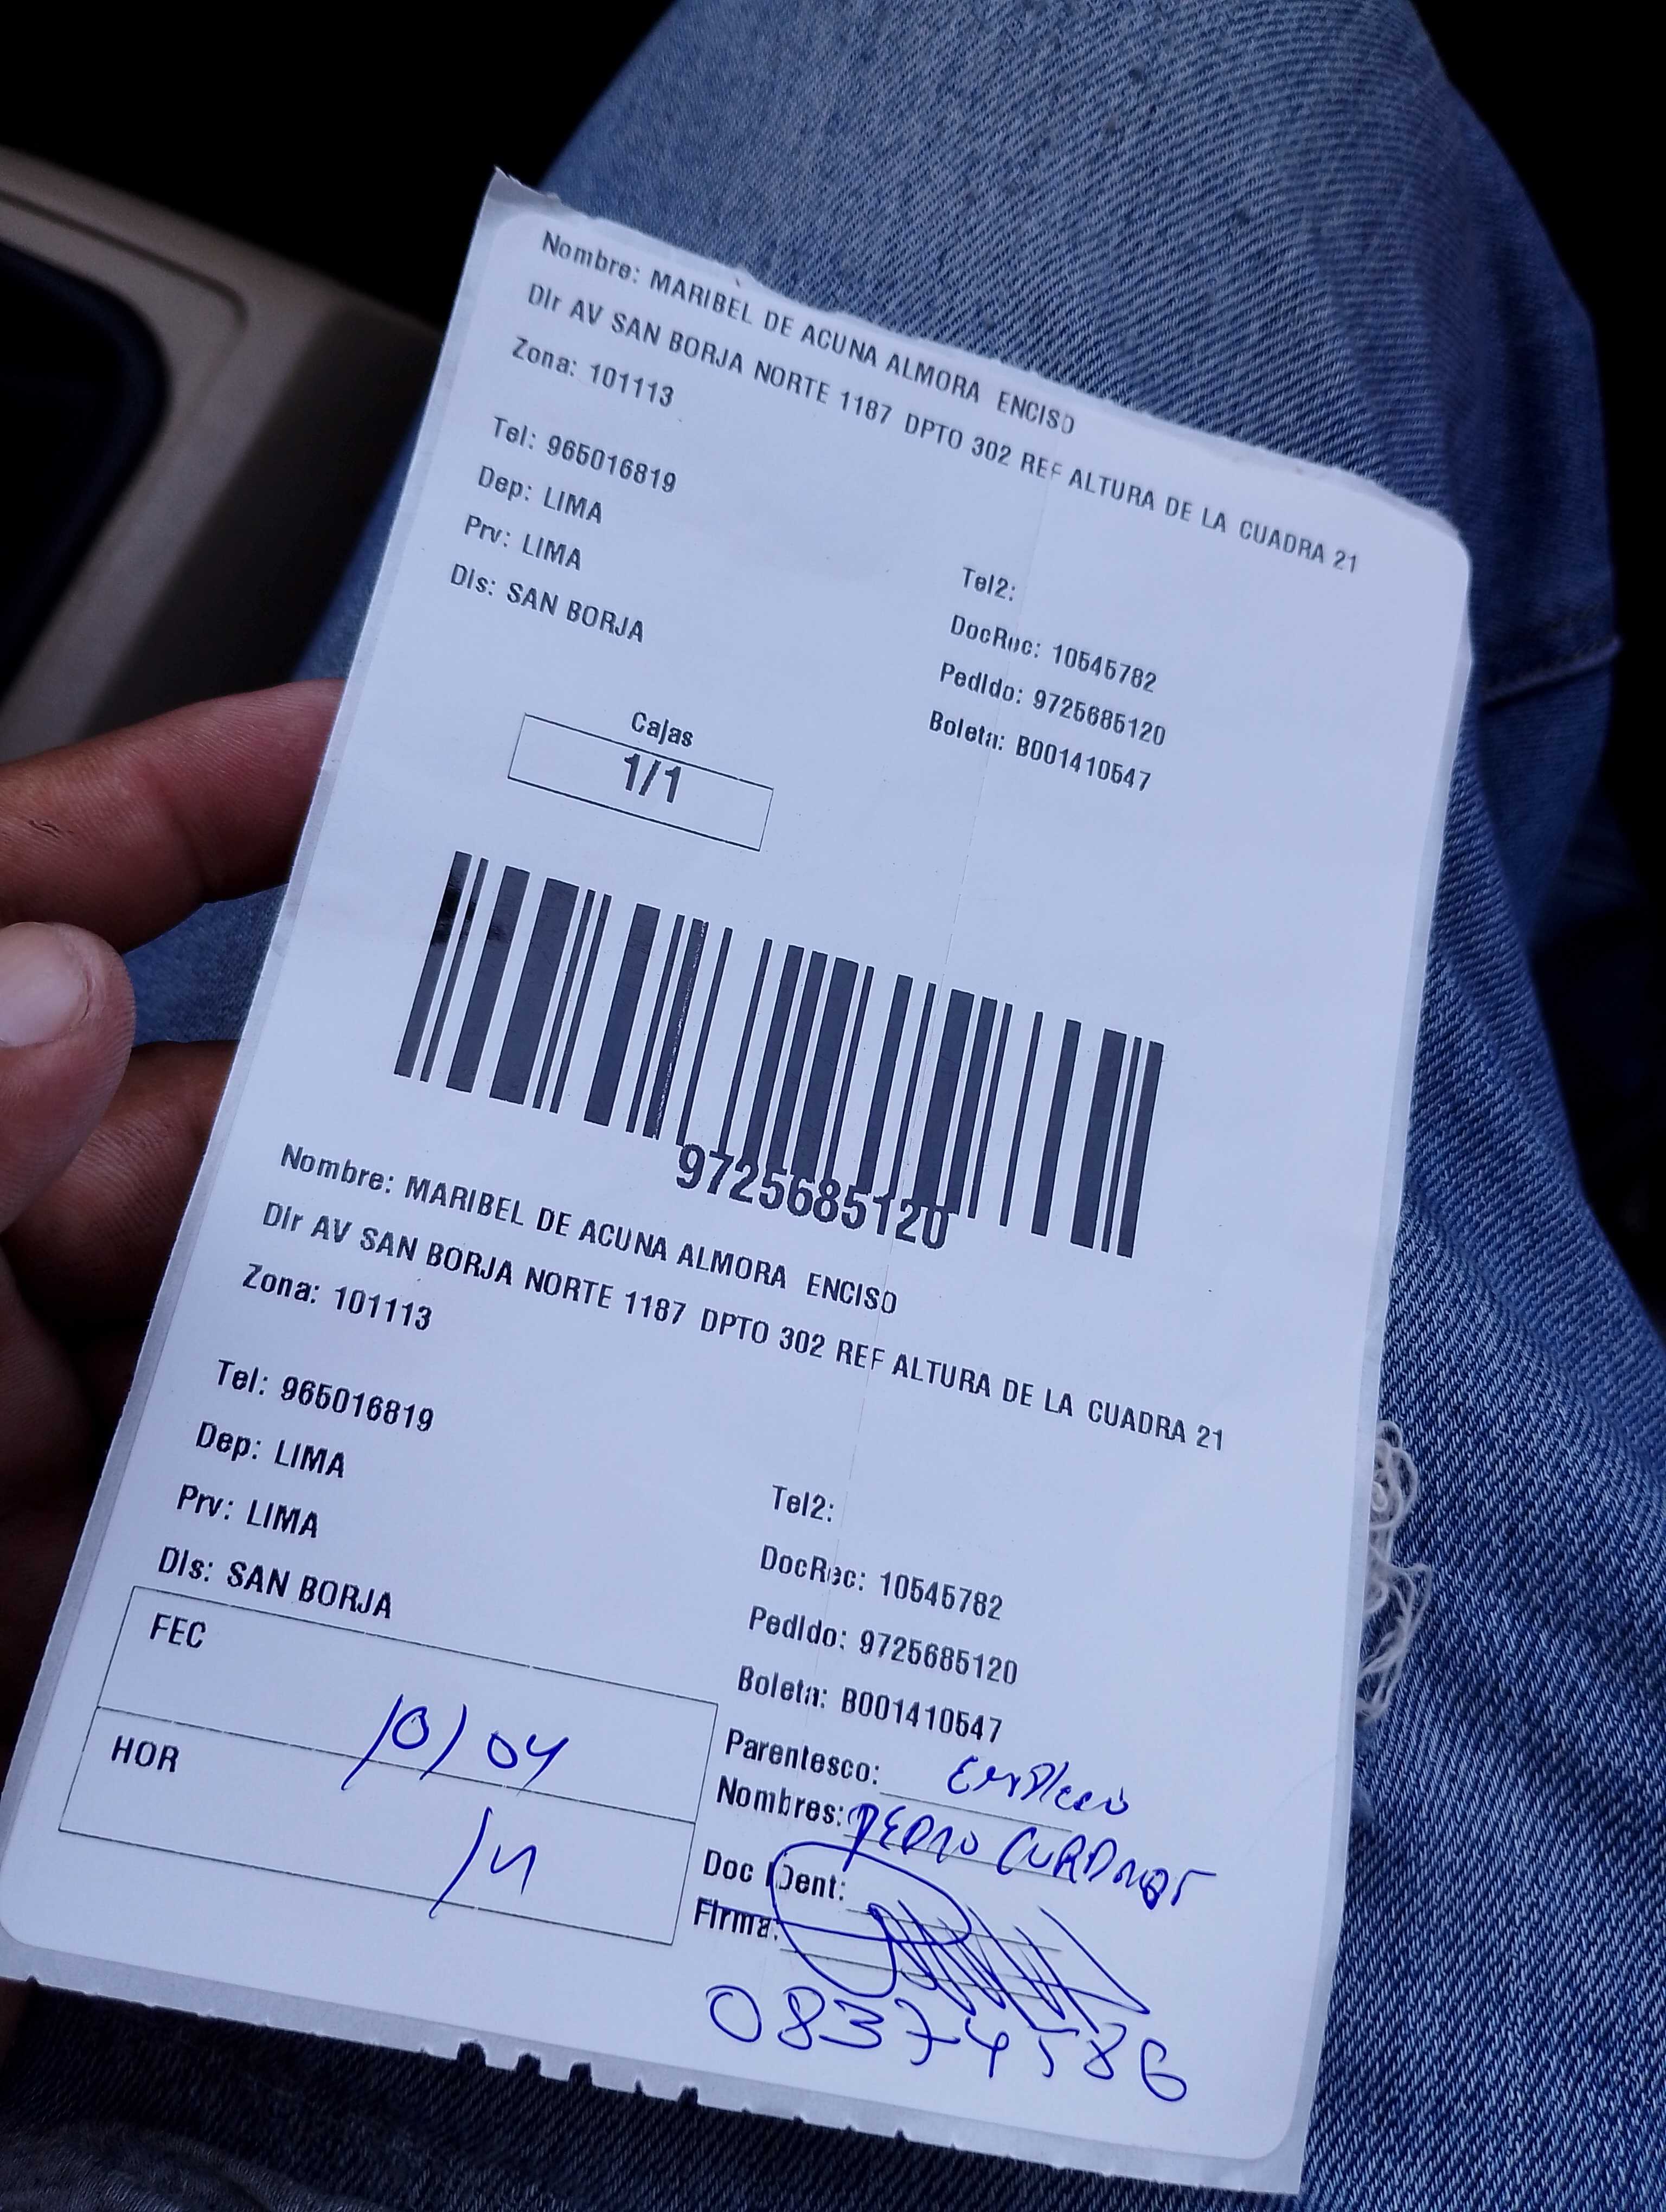 Nombre: MARIBEL DE ACUNA ALMORA ENCISO
Dir AV SAN BORJA NORTE 1187 DPTO 302 REF ALTURA DE LA CUADRA 21
Zona: 101113
Tel: 965016819
Dep: LIMA
Prv: LIMA
Dis: SAN BORJA
Tel2:
DocRec: 10545782
Pedido: 9725685120
Boleta: B001410547
Cajas
1/1
9725685120
Nombre: MARIBEL DE ACUNA ALMORA ENCISO
Dir AV SAN BORJA NORTE 1187 DPTO 302 REF ALTURA DE LA CUADRA 21
Zona: 101113
Tel: 965016819
Dep: LIMA
Prv: LIMA
Dis: SAN BORJA
Tel2:
DocRec: 10545782
Pedido: 9725685120
Boleta: B001410547
FEC 10/04
HOR 14
Parentesco:
Nombres: PEDRO
Doc Ident:
Firma:
08374586